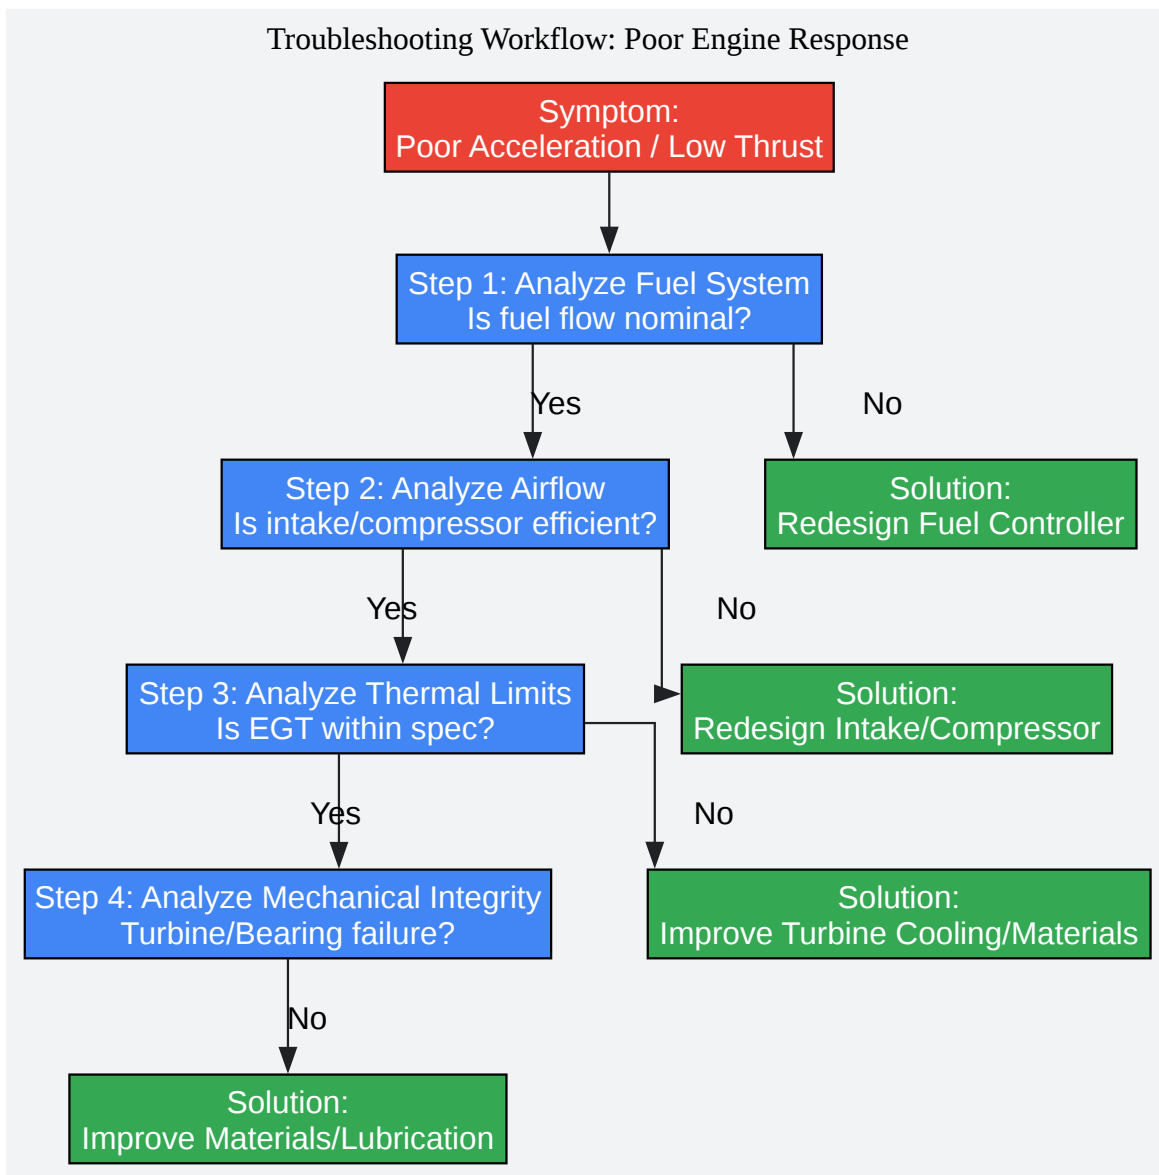 Troubleshooting Workflow: Poor Engine Response
Symptom:
Poor Acceleration / Low Thrust
Step 1: Analyze Fuel System
Is fuel flow nominal?
Yes
No
Step 2: Analyze Airflow
Is intake/compressor efficient?
Solution:
Redesign Fuel Controller
Yes
No
Step 3: Analyze Thermal Limits
Is EGT within spec?
Solution:
Redesign Intake/Compressor
Yes
No
Step 4: Analyze Mechanical Integrity
Turbine/Bearing failure?
Solution:
Improve Turbine Cooling/Materials
No
Solution:
Improve Materials/Lubrication